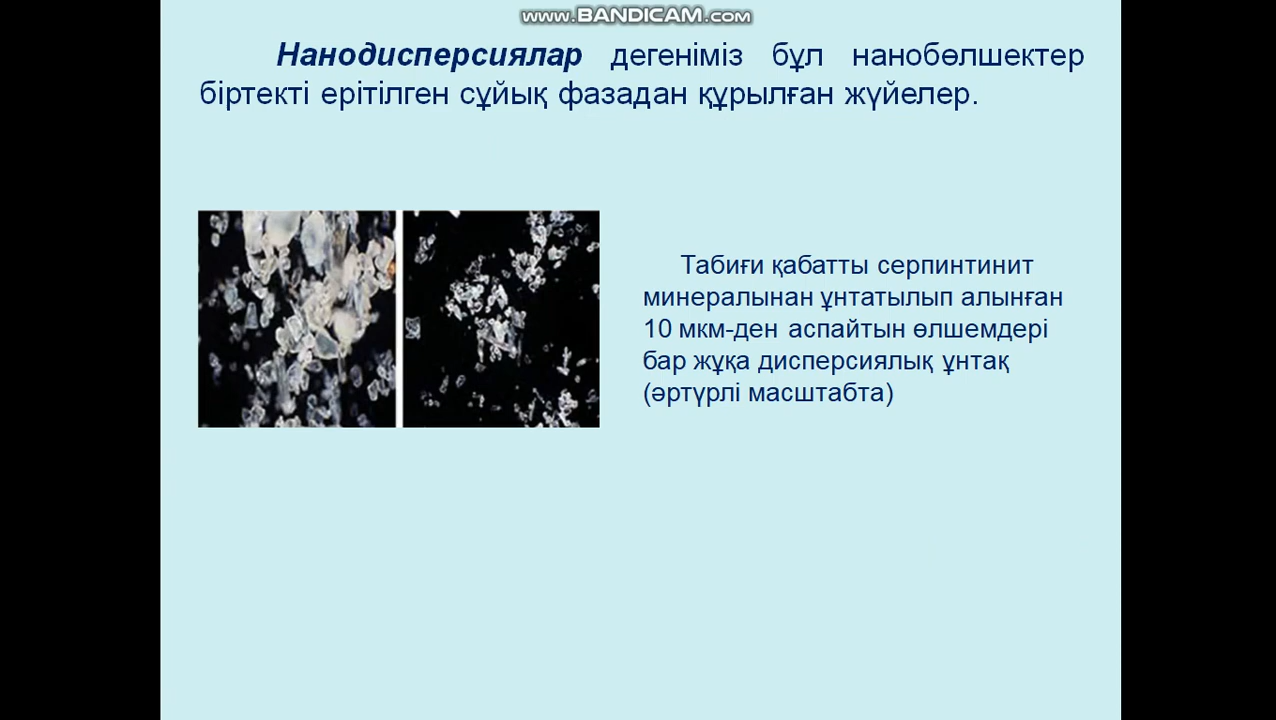 www.BANDICAM.com
Нанодисперсиялар дегеніміз бұл нанобөлшектер
біртекті ерітілген сұйық фазадан құрылған жүйелер.
Табиғи қабатты серпинтинит
минералынан ұнтатылып алынған
10 мкм-ден аспайтын өлшемдері
бар жұқа дисперсиялық ұнтақ
(әртүрлі масштабта)